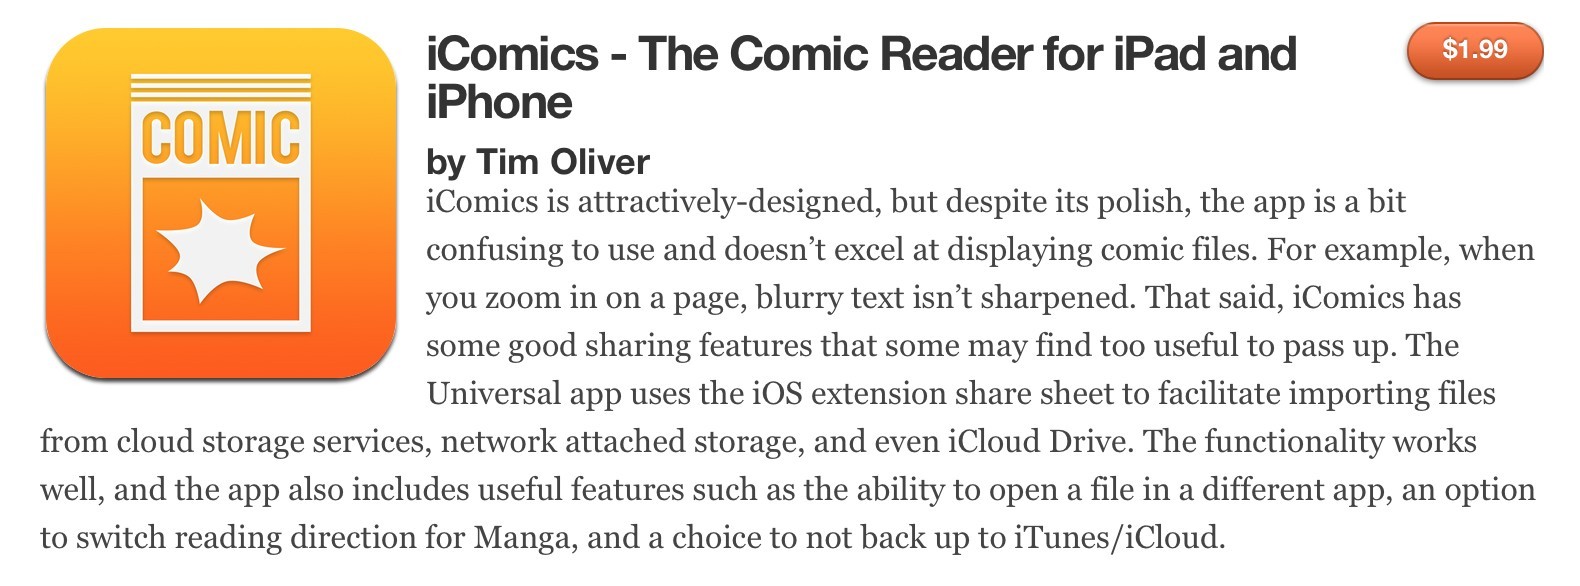 COMIC
iComics - The Comic Reader for iPad and
iPhone
$1.99
by Tim Oliver
iComics is attractively-designed, but despite its polish, the app is a bit
confusing to use and doesn’t excel at displaying comic files. For example, when
you zoom in on a page, blurry text isn’t sharpened. That said, iComics has
some good sharing features that some may find too useful to pass up. The
Universal app uses the iOS extension share sheet to facilitate importing files
from cloud storage services, network attached storage, and even iCloud Drive. The functionality works
well, and the app also includes useful features such as the ability to open a file in a different app, an option
to switch reading direction for Manga, and a choice to not back up to iTunes/iCloud.